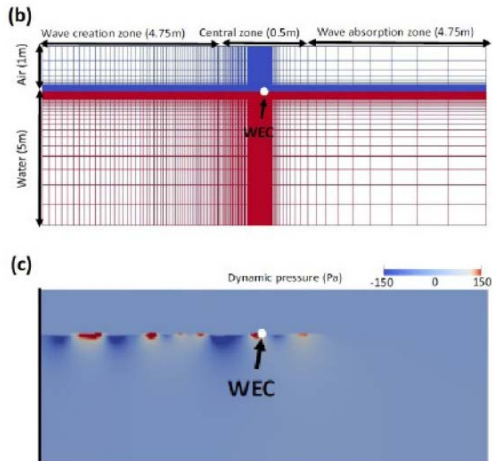 (b)
Wave creation zone (4.75m) Central zone (0.5m) Wave absorption zone (4.75m)
Air (1m)
Water (5m)
WEC
(c)
Dynamic pressure (Pa)
-150 0 150
WEC